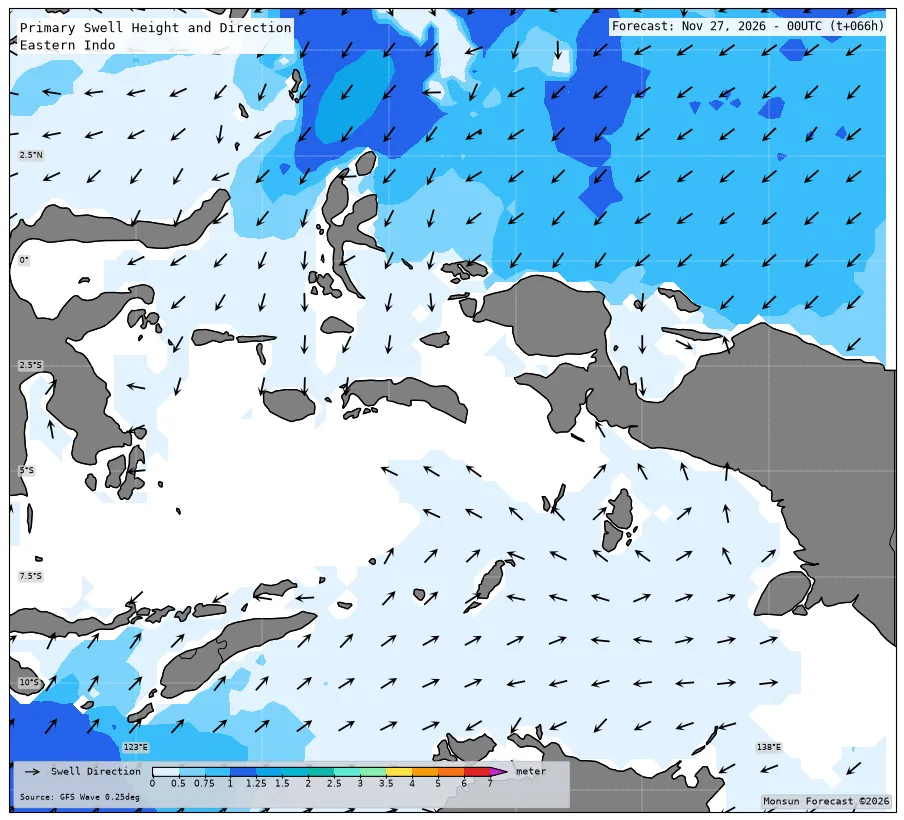 Primary Swell Height and Direction
Eastern Indo
Forecast: Nov 27, 2026 - 00UTC (t+066h)
2.5°N
0°
2.5°S
5°S
7.5°S
10°S
123°E
138°E
Swell Direction
0 0.5 0.75 1 1.25 1.5 2 2.5 3 3.5 4 5 6 7
meter
Source: GFS Wave 0.25deg
Monsun Forecast ©2026